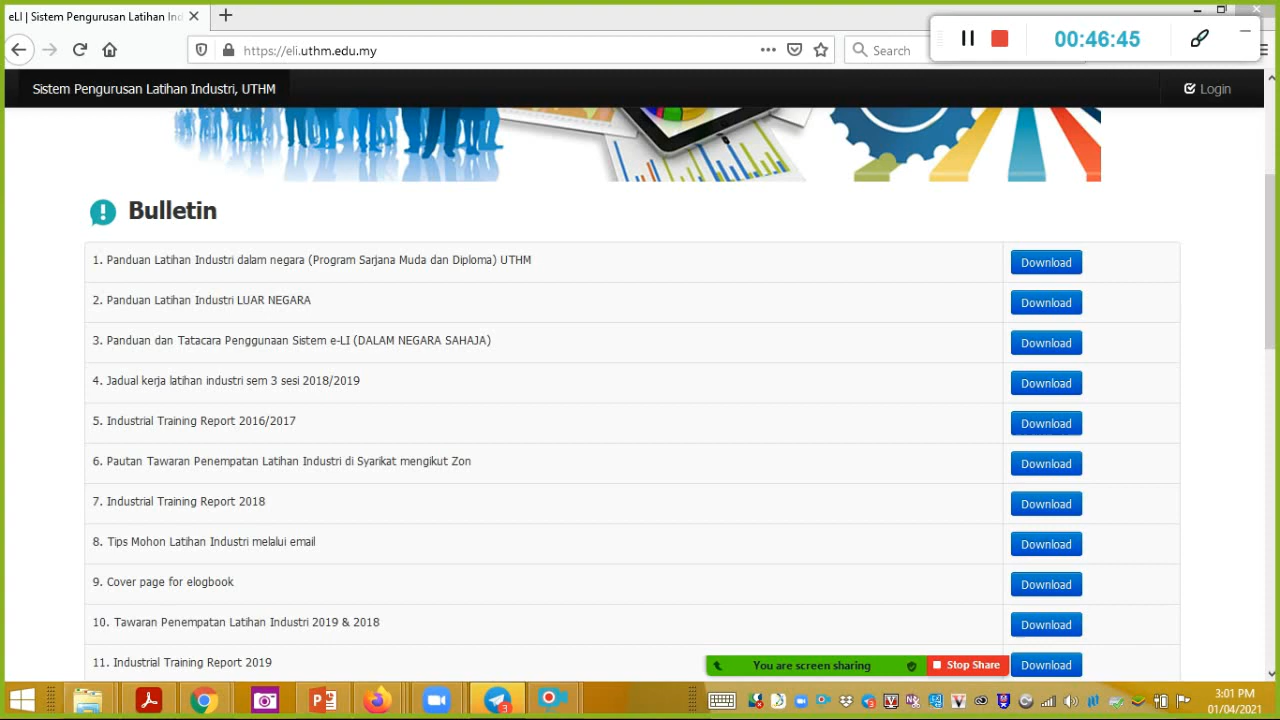 eLI | Sistem Pengurusan Latihan Ind
https://eli.uthm.edu.my
Search
00:46:45
Sistem Pengurusan Latihan Industri, UTHM
Login
Bulletin
1. Panduan Latihan Industri dalam negara (Program Sarjana Muda dan Diploma) UTHM
Download
2. Panduan Latihan Industri LUAR NEGARA
Download
3. Panduan dan Tatacara Penggunaan Sistem e-LI (DALAM NEGARA SAHAJA)
Download
4. Jadual kerja latihan industri sem 3 sesi 2018/2019
Download
5. Industrial Training Report 2016/2017
Download
6. Pautan Tawaran Penempatan Latihan Industri di Syarikat mengikut Zon
Download
7. Industrial Training Report 2018
Download
8. Tips Mohon Latihan Industri melalui email
Download
9. Cover page for elogbook
Download
10. Tawaran Penempatan Latihan Industri 2019 & 2018
Download
11. Industrial Training Report 2019
Download
You are screen sharing
Stop Share
3:01 PM
01/04/2021